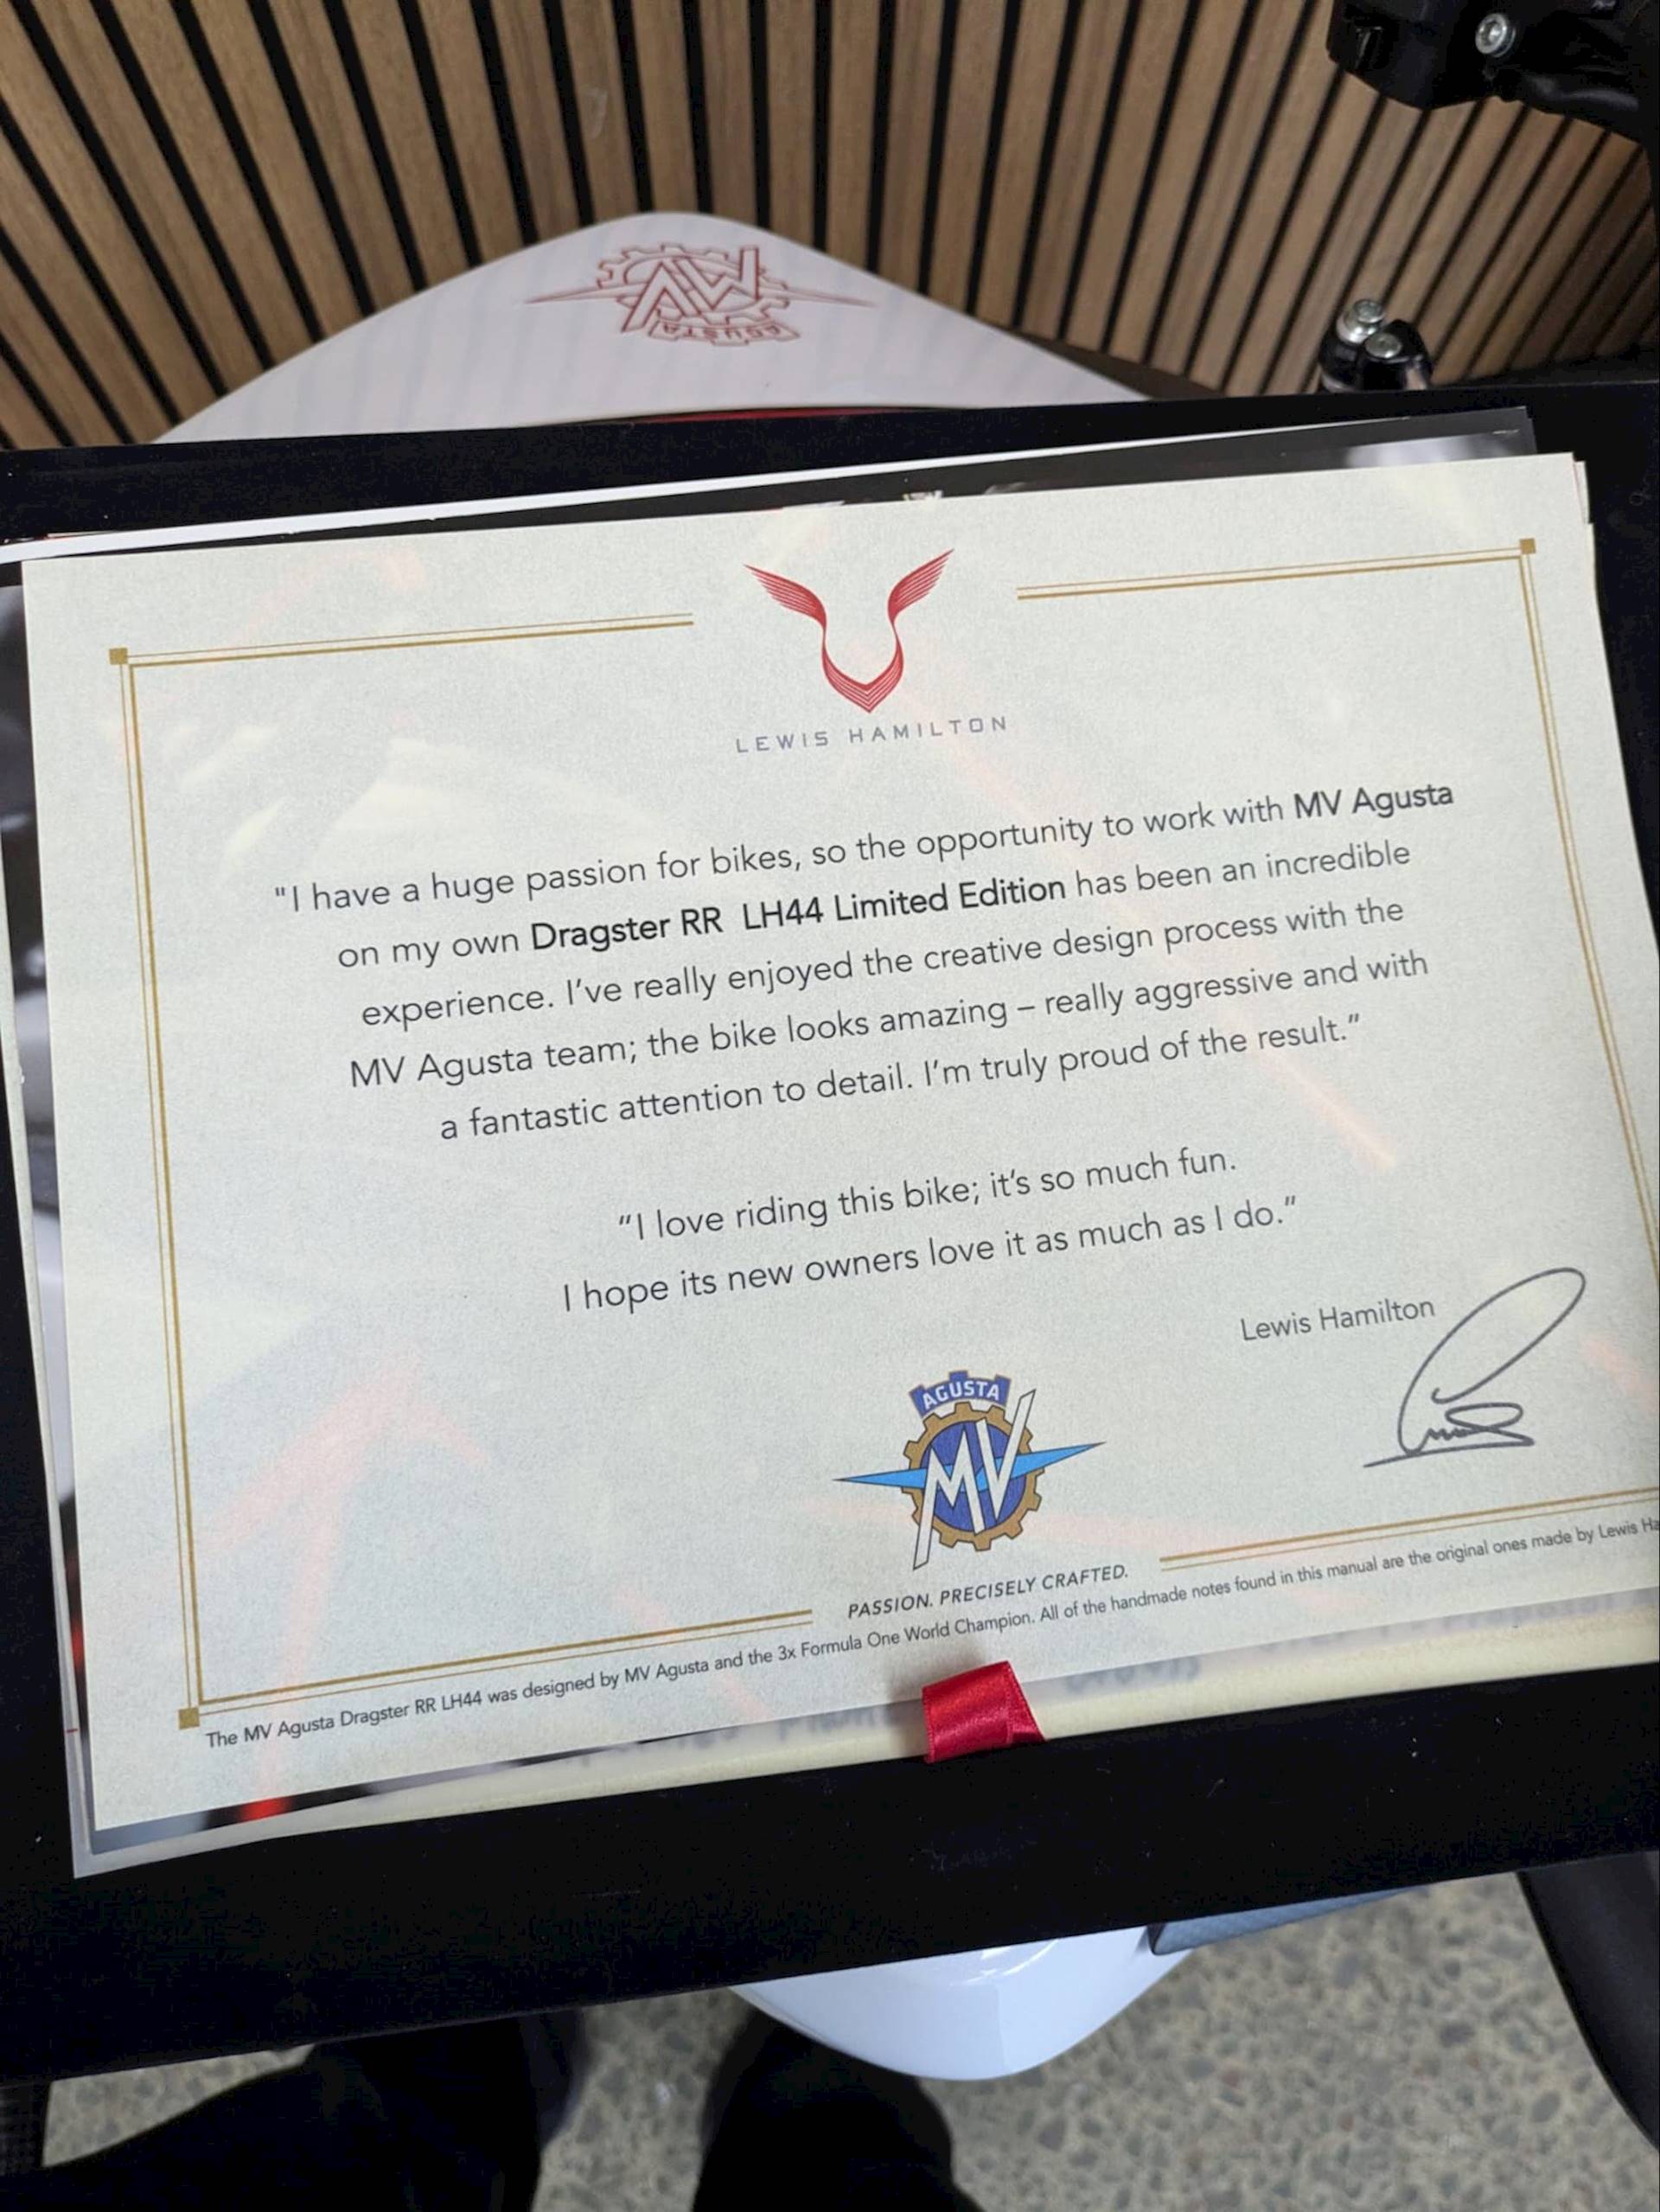 AGUSTA
MV
LEWIS HAMILTON
"I have a huge passion for bikes, so the opportunity to work with MV Agusta
on my own Dragster RR LH44 Limited Edition has been an incredible
experience. I've really enjoyed the creative design process with the
MV Agusta team; the bike looks amazing – really aggressive and with
a fantastic attention to detail. I'm truly proud of the result."
"I love riding this bike; it's so much fun.
I hope its new owners love it as much as I do."
Lewis Hamilton
AGUSTA
MV
PASSION. PRECISELY CRAFTED.
The MV Agusta Dragster RR LH44 was designed by MV Agusta and the 3x Formula One World Champion. All of the handmade notes found in this manual are the original ones made by Lewis Ha